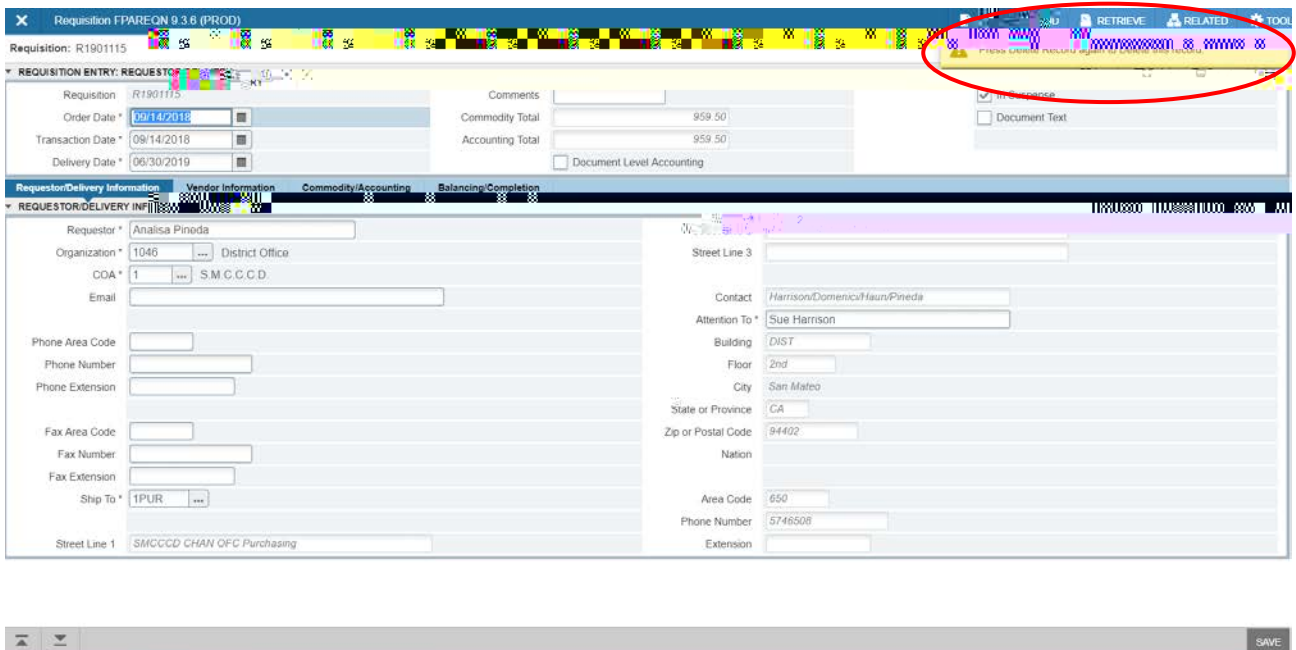 Requisition FPAREQN 9.3.6 (PROD) RETRIEVE RELATED TOOL
Requisition: R1901115
Press Delete Record again to Delete this record.
REQUISITION ENTRY: REQUESTOR
Requisition R1901115 Comments In Suspense
Order Date * 09/14/2018 Commodity Total 959.50 Document Text
Transaction Date * 09/14/2018 Accounting Total 959.50
Delivery Date * 06/30/2019 Document Level Accounting
Requestor/Delivery Information Vendor Information Commodity/Accounting Balancing/Completion
REQUESTOR/DELIVERY
Requestor * Analisa Pineda
Organization * 1046 ... District Office Street Line 3
COA * 1 ... S.M.C.C.C.D.
Email Contact Harrison/Domenici/Haun/Pineda
Attention To * Sue Harrison
Phone Area Code Building DIST
Phone Number Floor 2nd
Phone Extension City San Mateo
State or Province CA
Fax Area Code Zip or Postal Code 94402
Fax Number Nation
Fax Extension
Ship To * 1PUR ... Area Code 650
Phone Number 5746508
Street Line 1 SMCCCD CHAN OFC Purchasing Extension
SAVE